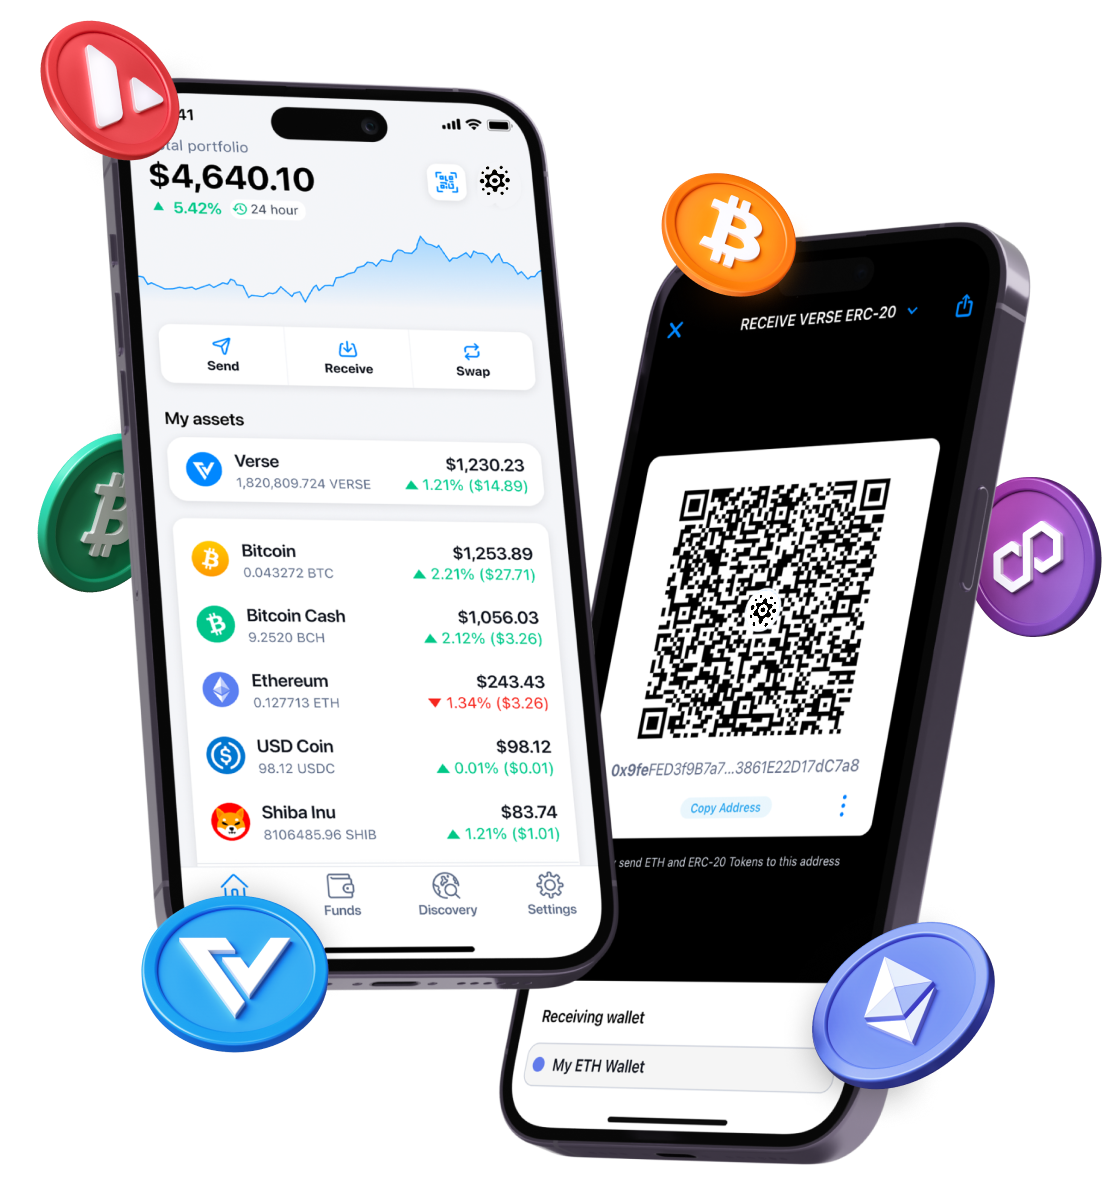 41
tal portfolio
$4,640.10
5.42% 24 hour
Send
Receive
Swap
My assets
Verse $1,230.23
1,820,809.724 VERSE 1.21% ($14.89)
Bitcoin $1,253.89
0.043272 BTC 2.21% ($27.71)
Bitcoin Cash $1,056.03
9.2520 BCH 2.12% ($3.26)
Ethereum $243.43
0.127713 ETH 1.34% ($3.26)
USD Coin $98.12
98.12 USDC 0.01% ($0.01)
Shiba Inu $83.74
8106485.96 SHIB 1.21% ($1.01)
Funds
Discovery
Settings
RECEIVE VERSE ERC-20
0x9feFED3f9B7a7...3861E22D17dC7a8
Copy Address
send ETH and ERC-20 Tokens to this address
Receiving wallet
My ETH Wallet